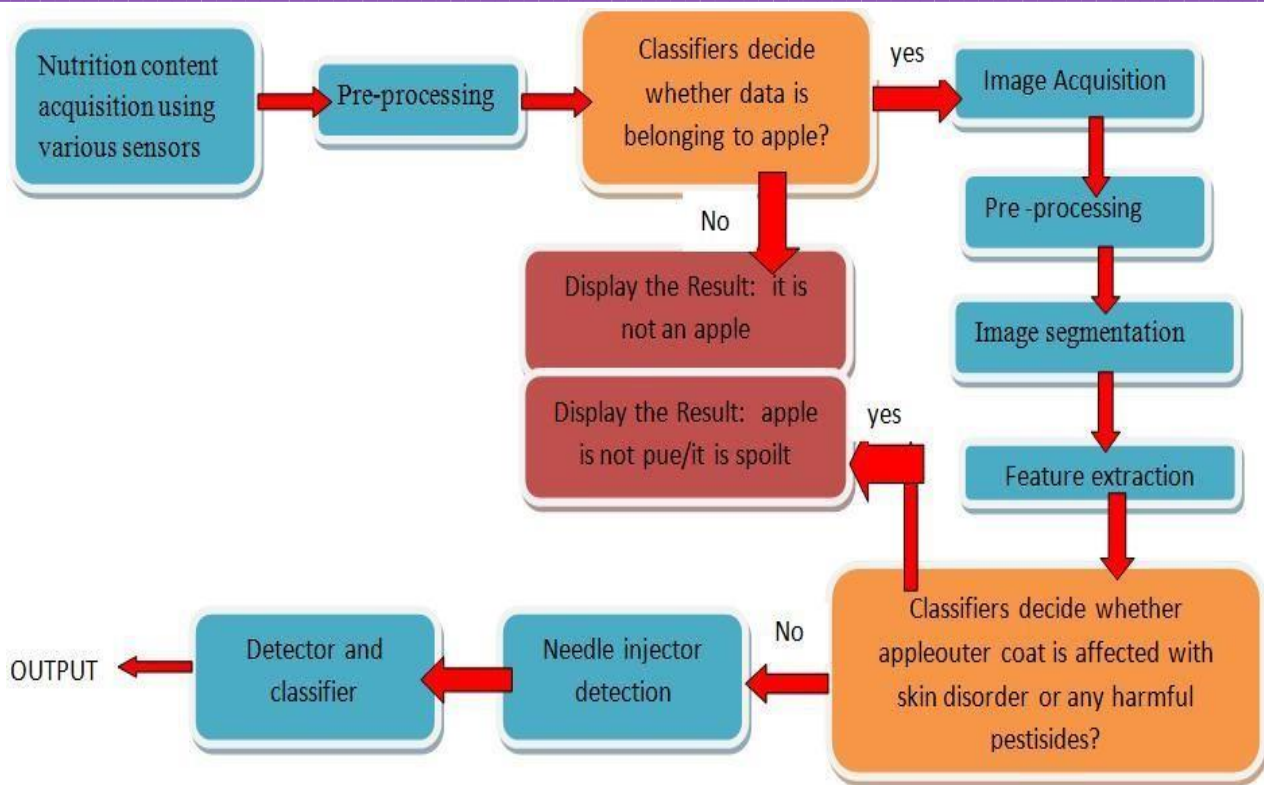 Nutrition content
acquisition using
various sensors
Pre-processing
Classifiers decide
whether data is
belonging to apple?
yes
Image Acquisition
Pre -processing
Image segmentation
Feature extraction
No
Display the Result: it is
not an apple
Display the Result: apple
is not pue/it is spoilt
yes
Classifiers decide whether
appleouter coat is affected with
skin disorder or any harmful
pestisides?
No
Needle injector
detection
Detector and
classifier
OUTPUT